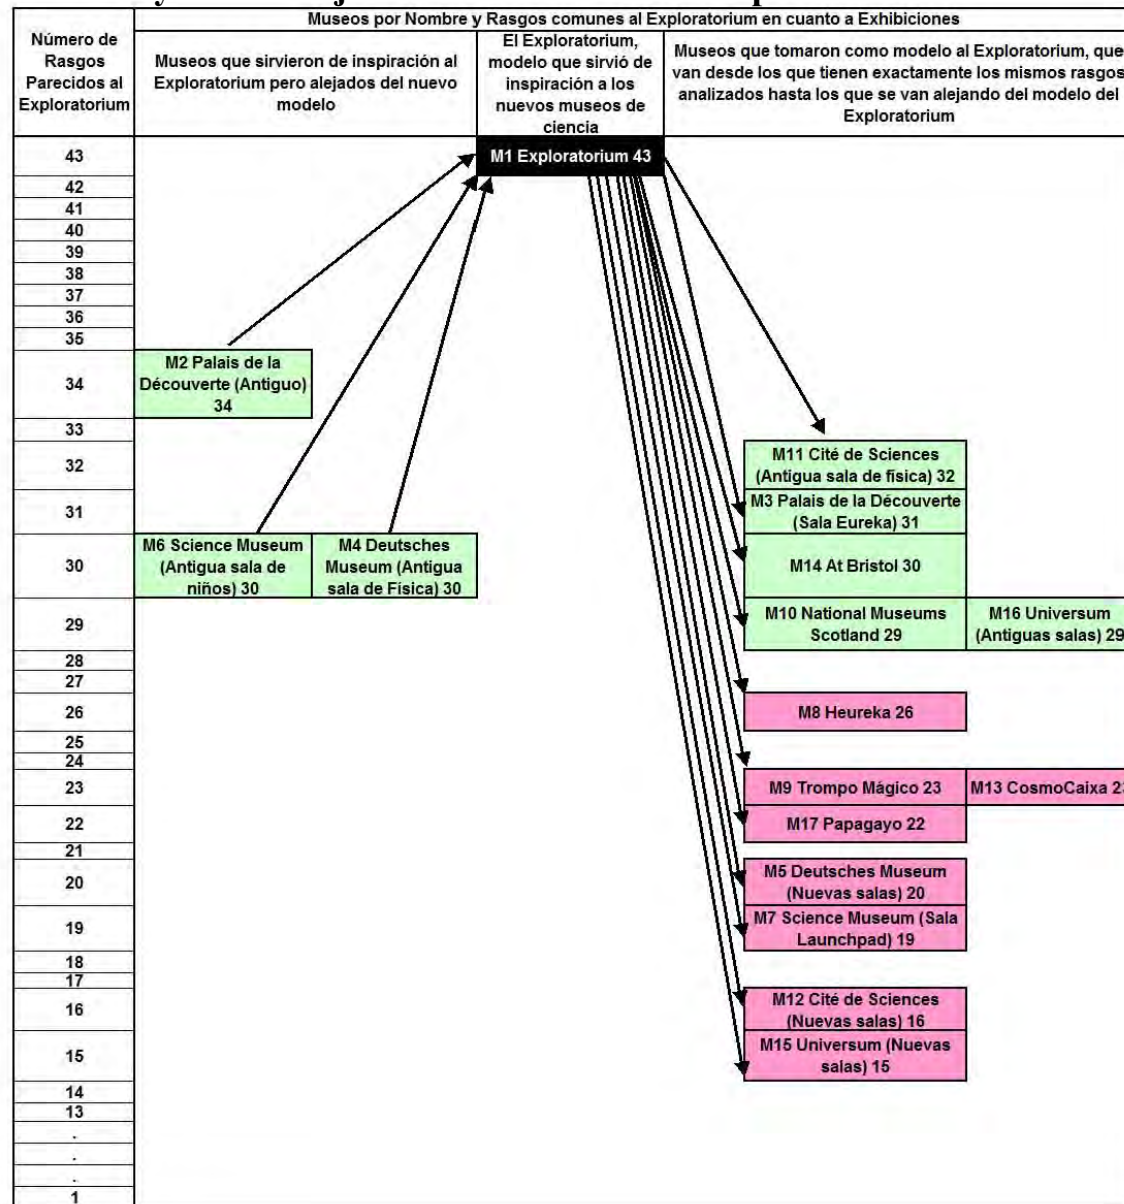 Museos por Nombre y Rasgos comunes al Exploratorium en cuanto a Exhibiciones
Número de
Rasgos
Parecidos al
Exploratorium
Museos que sirvieron de inspiración al
Exploratorium pero alejados del nuevo
modelo
El Exploratorium,
modelo que sirvió de
inspiración a los
nuevos museos de
ciencia
Museos que tomaron como modelo al Exploratorium, que
van desde los que tienen exactamente los mismos rasgos
analizados hasta los que se van alejando del modelo del
Exploratorium
43
M1 Exploratorium 43
42
41
40
39
38
37
36
35
34
M2 Palais de la
Découverte (Antiguo)
34
33
32
M11 Cité de Sciences
(Antigua sala de física) 32
31
M3 Palais de la Découverte
(Sala Eureka) 31
30
M6 Science Museum
(Antigua sala de
niños) 30
M4 Deutsches
Museum (Antigua
sala de Física) 30
M14 At Bristol 30
29
M10 National Museums
Scotland 29
M16 Universum
(Antiguas salas) 29
28
27
26
M8 Heureka 26
25
24
23
M9 Trompo Mágico 23
M13 CosmoCaixa 23
22
M17 Papagayo 22
21
20
M5 Deutsches Museum
(Nuevas salas) 20
19
M7 Science Museum (Sala
Launchpad) 19
18
17
16
M12 Cité de Sciences
(Nuevas salas) 16
15
M15 Universum (Nuevas
salas) 15
14
13
.
.
.
1